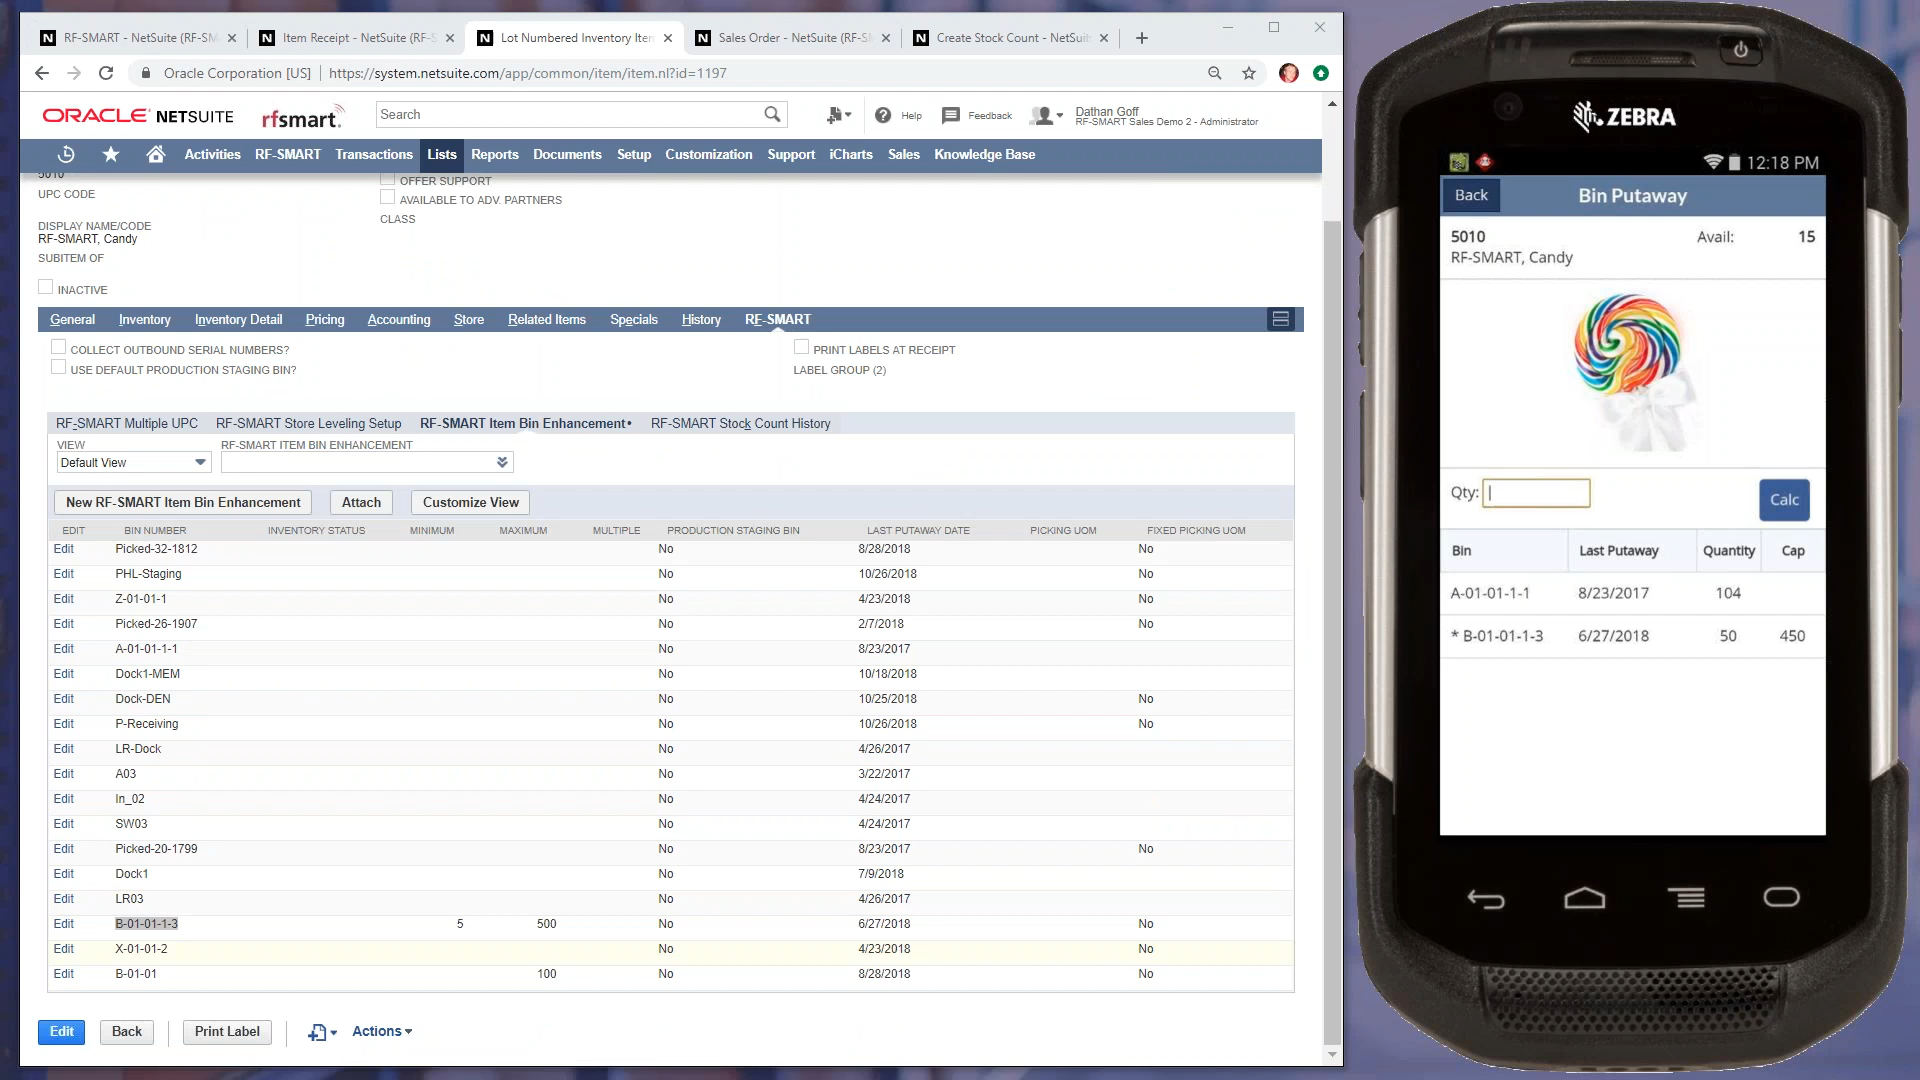 RF-SMART - NetSuite (RF-SM
Item Receipt - NetSuite (RF-S
Lot Numbered Inventory Item
Sales Order - NetSuite (RF-SM
Create Stock Count - NetSuit
Oracle Corporation [US]
https://system.netsuite.com/app/common/item/item.nl?id=1197
ORACLE NETSUITE
rfsmart
Search
Help
Feedback
Dathan Goff
RF-SMART Sales Demo 2 - Administrator
Activities RF-SMART Transactions Lists Reports Documents Setup Customization Support iCharts Sales Knowledge Base
5010
UPC CODE
DISPLAY NAME/CODE
RF-SMART, Candy
SUBITEM OF
INACTIVE
OFFER SUPPORT
AVAILABLE TO ADV. PARTNERS
CLASS
General Inventory Inventory Detail Pricing Accounting Store Related Items Specials History RF-SMART
COLLECT OUTBOUND SERIAL NUMBERS?
USE DEFAULT PRODUCTION STAGING BIN?
PRINT LABELS AT RECEIPT
LABEL GROUP (2)
RF-SMART Multiple UPC RF-SMART Store Leveling Setup RF-SMART Item Bin Enhancement• RF-SMART Stock Count History
VIEW
Default View
RF-SMART ITEM BIN ENHANCEMENT
New RF-SMART Item Bin Enhancement Attach Customize View
EDIT BIN NUMBER INVENTORY STATUS MINIMUM MAXIMUM MULTIPLE PRODUCTION STAGING BIN LAST PUTAWAY DATE PICKING UOM FIXED PICKING UOM
Edit Picked-32-1812 No 8/28/2018 No
Edit PHL-Staging No 10/26/2018 No
Edit Z-01-01-1 No 4/23/2018 No
Edit Picked-26-1907 No 2/7/2018 No
Edit A-01-01-1-1 No 8/23/2017
Edit Dock1-MEM No 10/18/2018
Edit Dock-DEN No 10/25/2018 No
Edit P-Receiving No 10/26/2018 No
Edit LR-Dock No 4/26/2017
Edit A03 No 3/22/2017
Edit In_02 No 4/24/2017
Edit SW03 No 4/24/2017
Edit Picked-20-1799 No 8/23/2017 No
Edit Dock1 No 7/9/2018
Edit LR03 No 4/26/2017
Edit B-01-01-1-3 5 500 No 6/27/2018 No
Edit X-01-01-2 No 4/23/2018 No
Edit B-01-01 100 No 8/28/2018 No
Edit Back Print Label Actions
ZEBRA
12:18 PM
Back Bin Putaway
5010 Avail: 15
RF-SMART, Candy
Qty: Calc
Bin Last Putaway Quantity Cap
A-01-01-1-1 8/23/2017 104
* B-01-01-1-3 6/27/2018 50 450